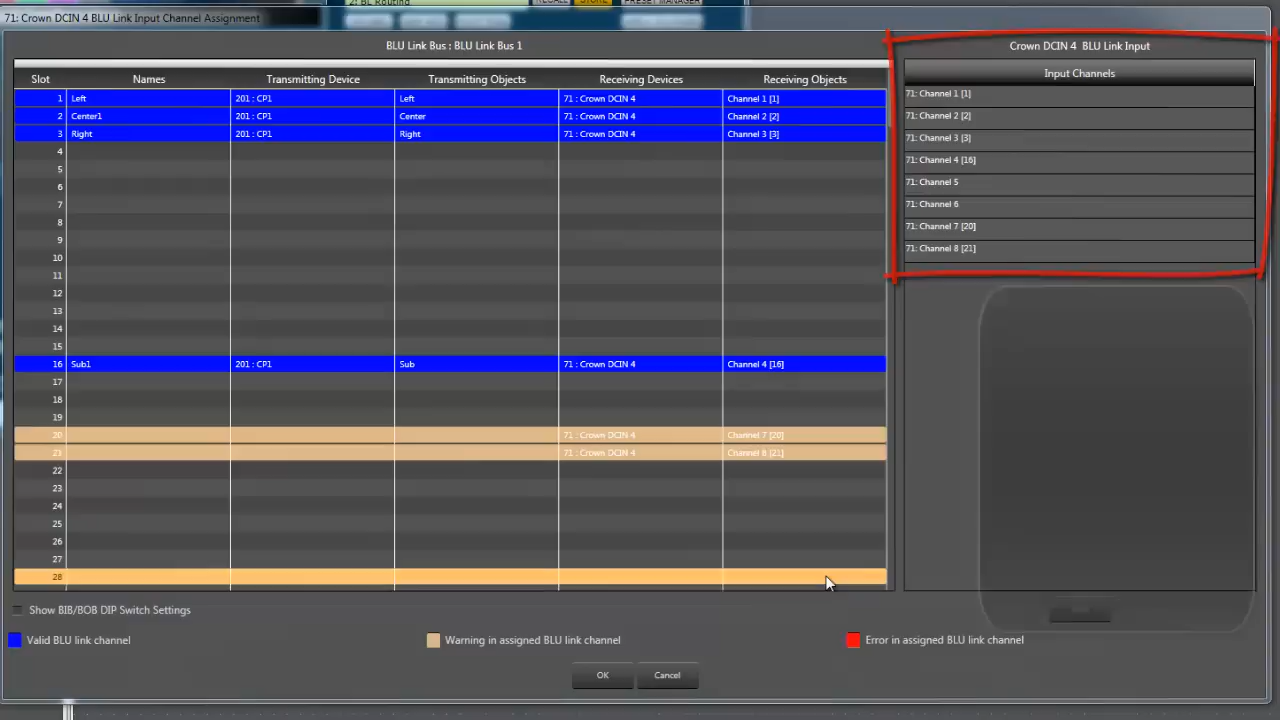 2: BL Routing RECALL STORE PRESET MANAGER
71: Crown DCIN 4 BLU Link Input Channel Assignment
BLU Link Bus : BLU Link Bus 1
Slot Names Transmitting Device Transmitting Objects Receiving Devices Receiving Objects
1 Left 201 : CP1 Left 71 : Crown DCIN 4 Channel 1 [1]
2 Center1 201 : CP1 Center 71 : Crown DCIN 4 Channel 2 [2]
3 Right 201 : CP1 Right 71 : Crown DCIN 4 Channel 3 [3]
4
5
6
7
8
9
10
11
12
13
14
15
16 Sub1 201 : CP1 Sub 71 : Crown DCIN 4 Channel 4 [16]
17
18
19
20 71 : Crown DCIN 4 Channel 7 [20]
21 71 : Crown DCIN 4 Channel 8 [21]
22
23
24
25
26
27
28
Crown DCIN 4 BLU Link Input
Input Channels
71: Channel 1 [1]
71: Channel 2 [2]
71: Channel 3 [3]
71: Channel 4 [16]
71: Channel 5
71: Channel 6
71: Channel 7 [20]
71: Channel 8 [21]
Show BIB/BOB DIP Switch Settings
Valid BLU link channel
Warning in assigned BLU link channel
Error in assigned BLU link channel
OK Cancel